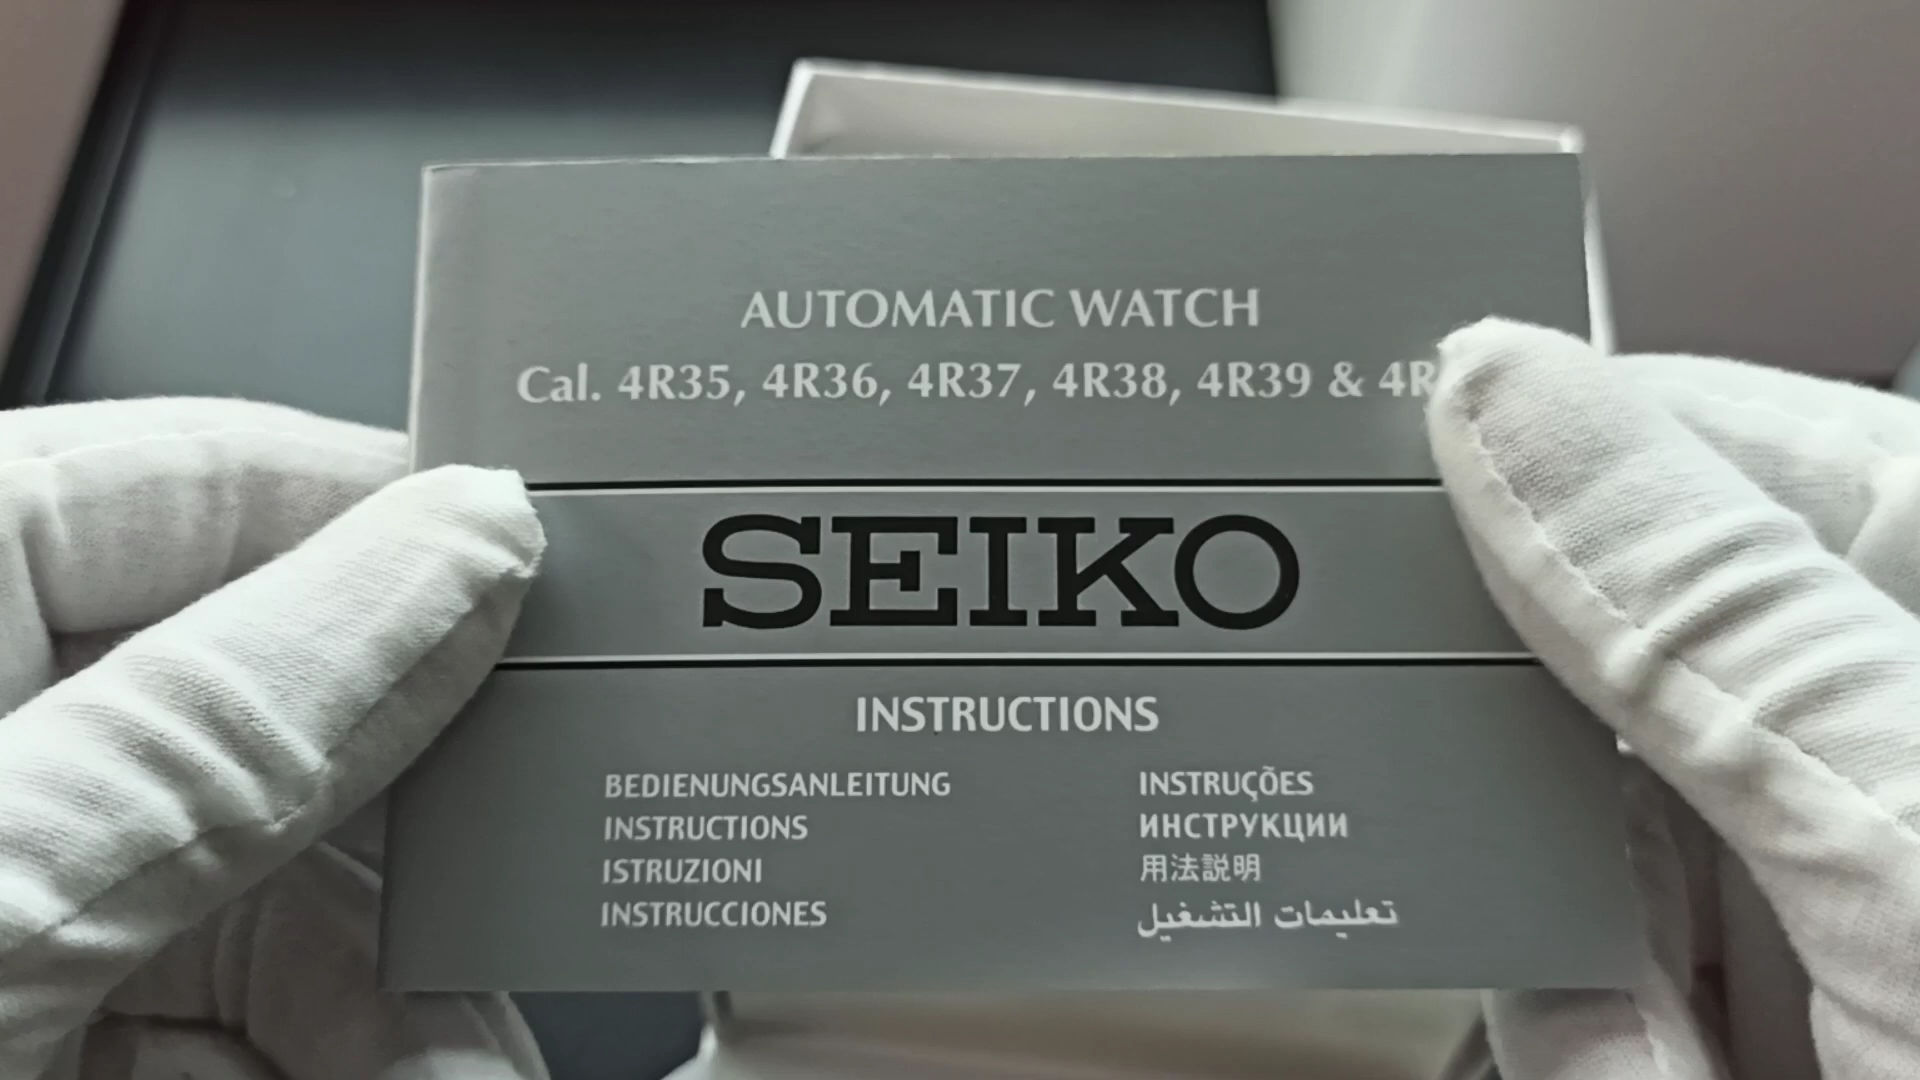 AUTOMATIC WATCH
Cal. 4R35, 4R36, 4R37, 4R38, 4R39 &
SEIKO
INSTRUCTIONS
BEDIENUNGSANLEITUNG
INSTRUCTIONS
ISTRUZIONI
INSTRUCCIONES
INSTRUÇÕES
ИНСТРУКЦИИ
用法説明
تعليمات التشغيل